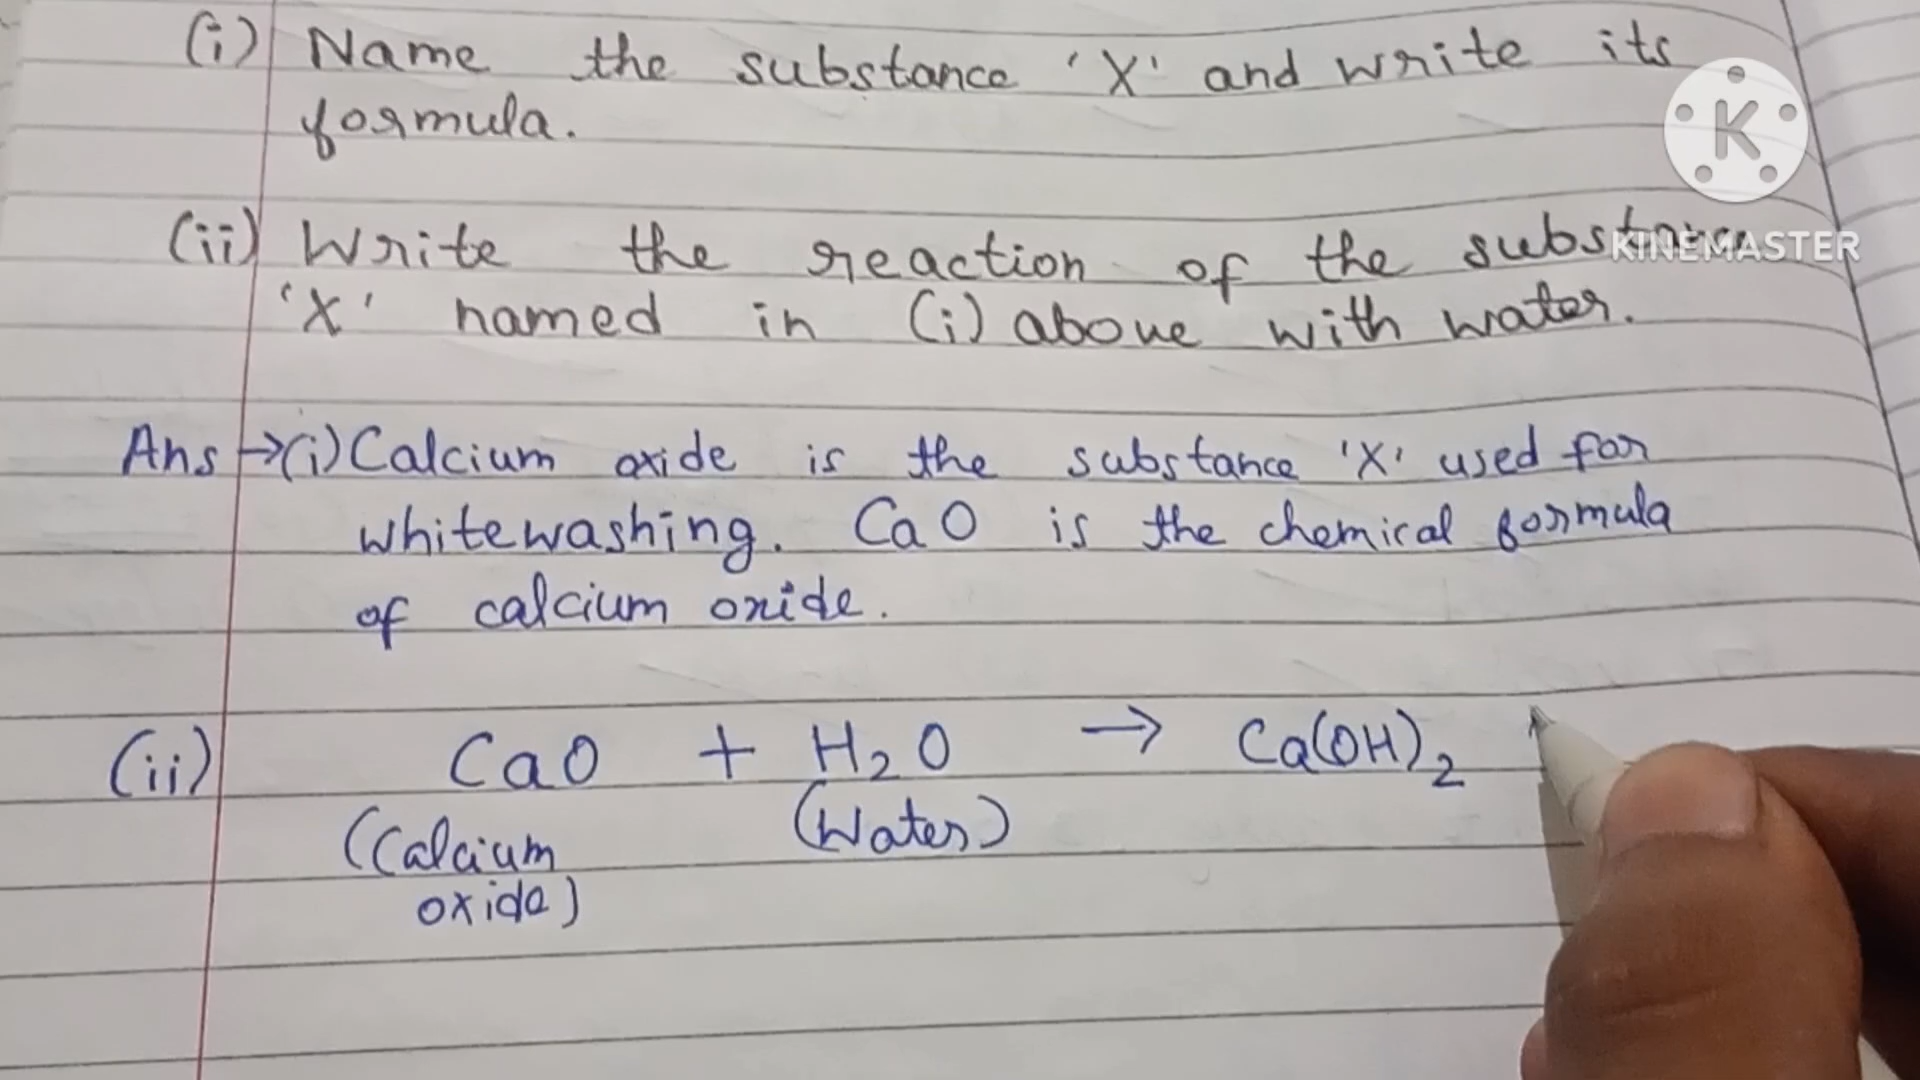 (i) Name the substance 'X' and write its
formula.
(ii) Write the reaction of the substance
KINEMASTER
'X' named in (i) above with water.
Ans →(i) Calcium oxide is the substance 'X' used for
whitewashing. CaO is the chemical formula
of calcium oxide.
(ii) CaO + H₂O → Ca(OH)₂
(Calcium (Water)
oxide)
K